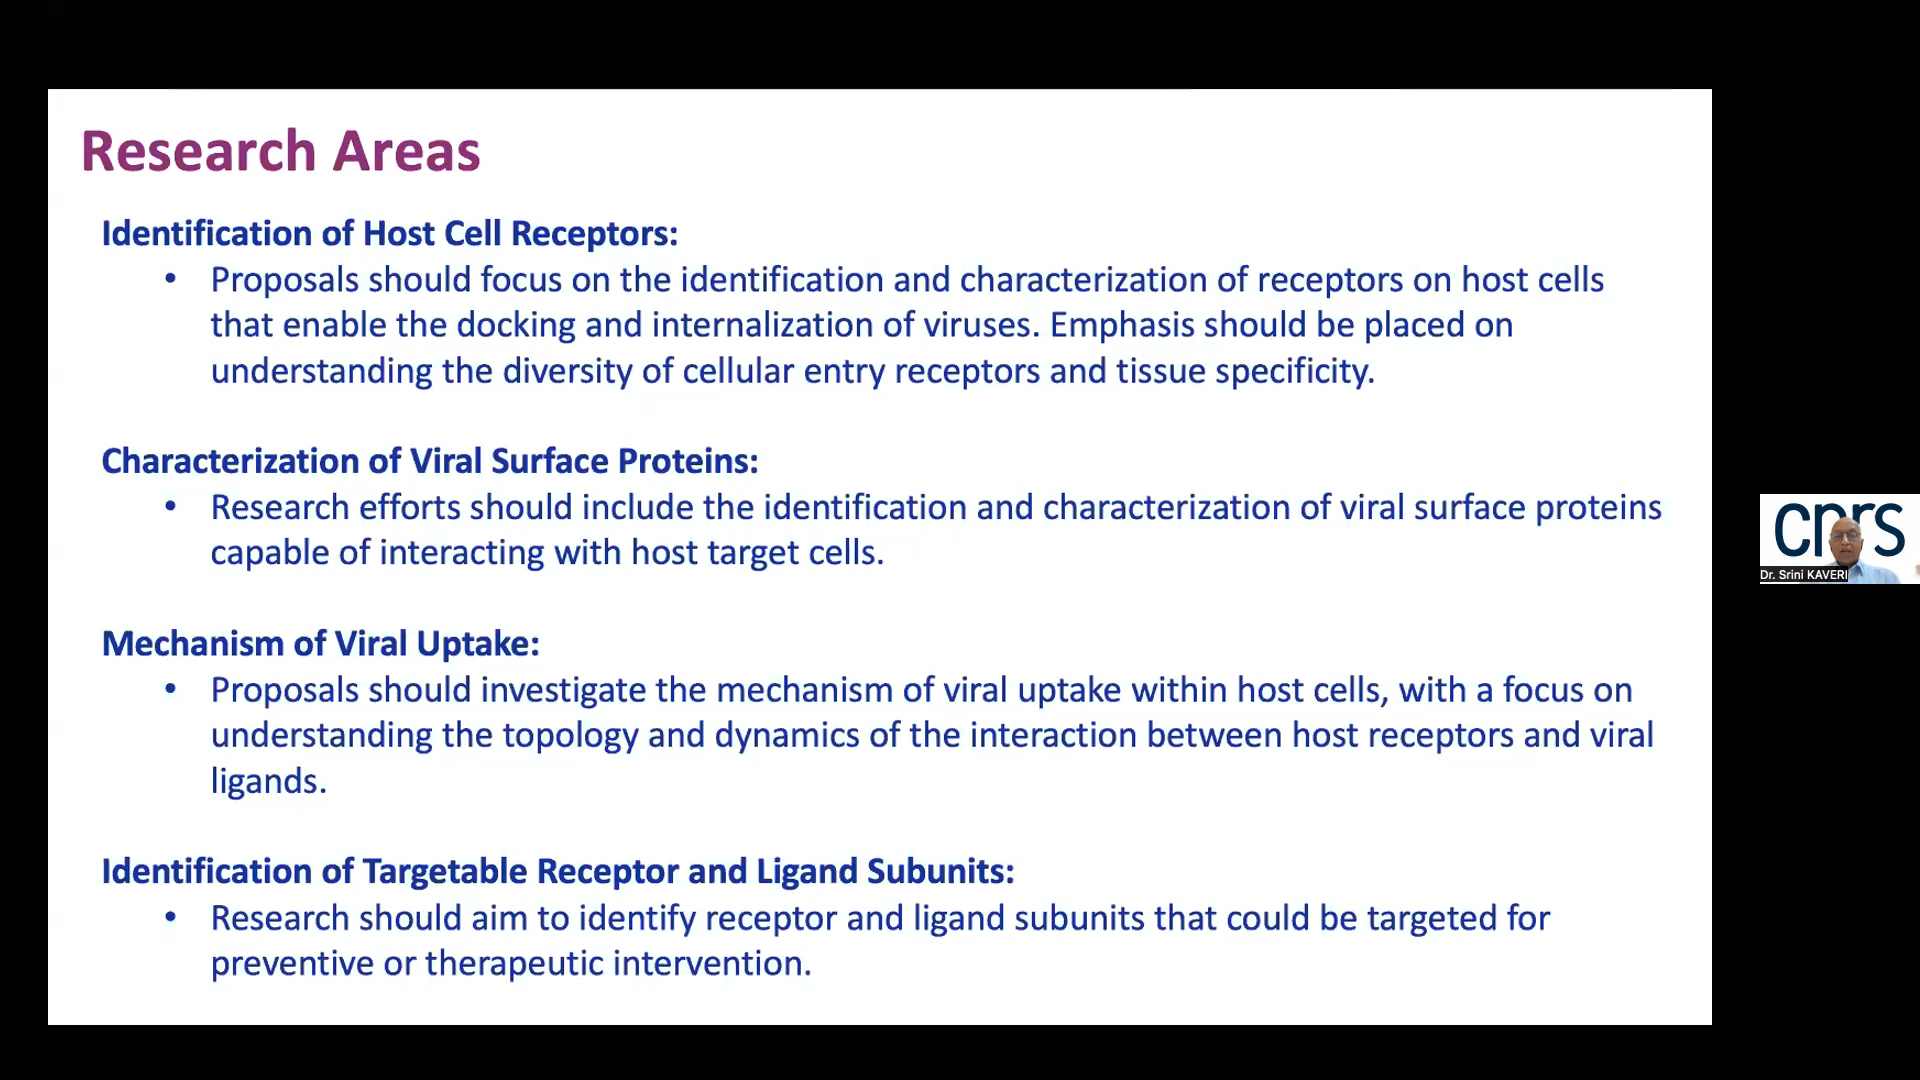 Research Areas
Identification of Host Cell Receptors:
• Proposals should focus on the identification and characterization of receptors on host cells
that enable the docking and internalization of viruses. Emphasis should be placed on
understanding the diversity of cellular entry receptors and tissue specificity.
Characterization of Viral Surface Proteins:
• Research efforts should include the identification and characterization of viral surface proteins
capable of interacting with host target cells.
Mechanism of Viral Uptake:
• Proposals should investigate the mechanism of viral uptake within host cells, with a focus on
understanding the topology and dynamics of the interaction between host receptors and viral
ligands.
Identification of Targetable Receptor and Ligand Subunits:
• Research should aim to identify receptor and ligand subunits that could be targeted for
preventive or therapeutic intervention.
cnrs
Dr. Srini KAVERI